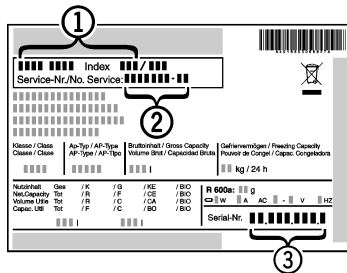 1
Index /
Service-Nr./No. Service: -
2
Klasse / Class
Classe / Clase
Ap-Typ / AP-Type
AP-Type / AP-Tipo
Bruttoinhalt / Gross Capacity
Volume Brut / Capacidad Bruta
l
Gefriervermögen / Freezing Capacity
Pouvoir de Congel / Capac. Congeladora
kg / 24 h
Nutzinhalt Ges / K / G / KE / BIO
Net.Capacity Tot / R / F / CE / BIO
Volume Utile Tot / R / C / CA / BIO
Capac. Util Tot / F / C / BO / BIO
l l
R 600a: g
W A AC - V HZ
Serial-Nr. . . .
3